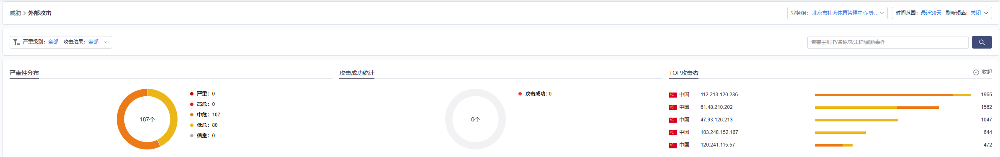 威胁 > 外部攻击
业务组： 北京市社会体育管理中心 等...
时间范围：最近30天 刷新频率：关闭
严重级别：全部 攻击结果：全部
告警主机IP/名称/攻击IP/威胁事件
严重性分布
187个
严重：0
高危：0
中危：107
低危：80
信息：0
攻击成功统计
0个
攻击成功: 0
TOP攻击者
收起
中国 112.213.120.236 1965
中国 61.48.210.202 1562
中国 47.93.126.213 1047
中国 103.248.152.167 644
中国 120.241.115.57 472